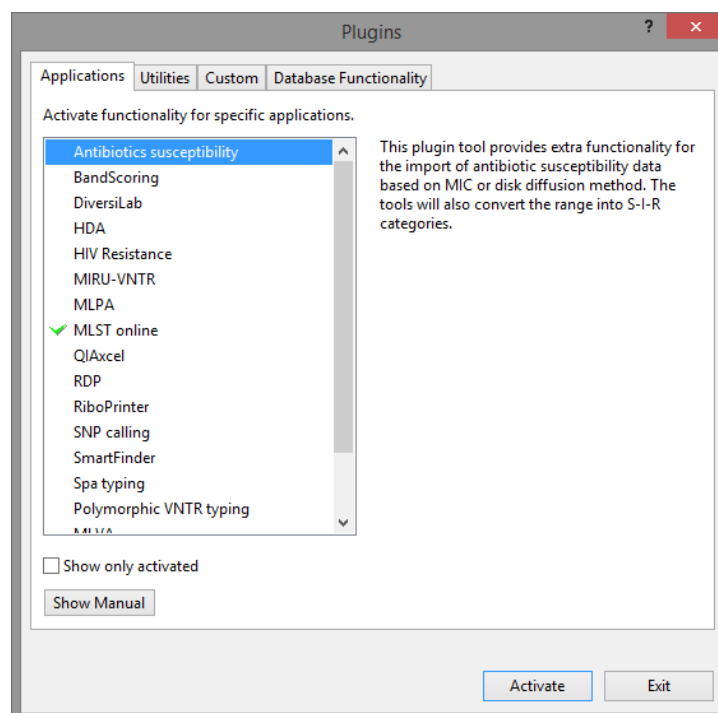 Plugins
?
Applications
Utilities
Custom
Database Functionality
Activate functionality for specific applications.
Antibiotics susceptibility
BandScoring
DiversiLab
HDA
HIV Resistance
MIRU-VNTR
MLPA
MLST online
QIAxcel
RDP
RiboPrinter
SNP calling
SmartFinder
Spa typing
Polymorphic VNTR typing
MLVA
This plugin tool provides extra functionality for
the import of antibiotic susceptibility data
based on MIC or disk diffusion method. The
tools will also convert the range into S-I-R
categories.
Show only activated
Show Manual
Activate
Exit